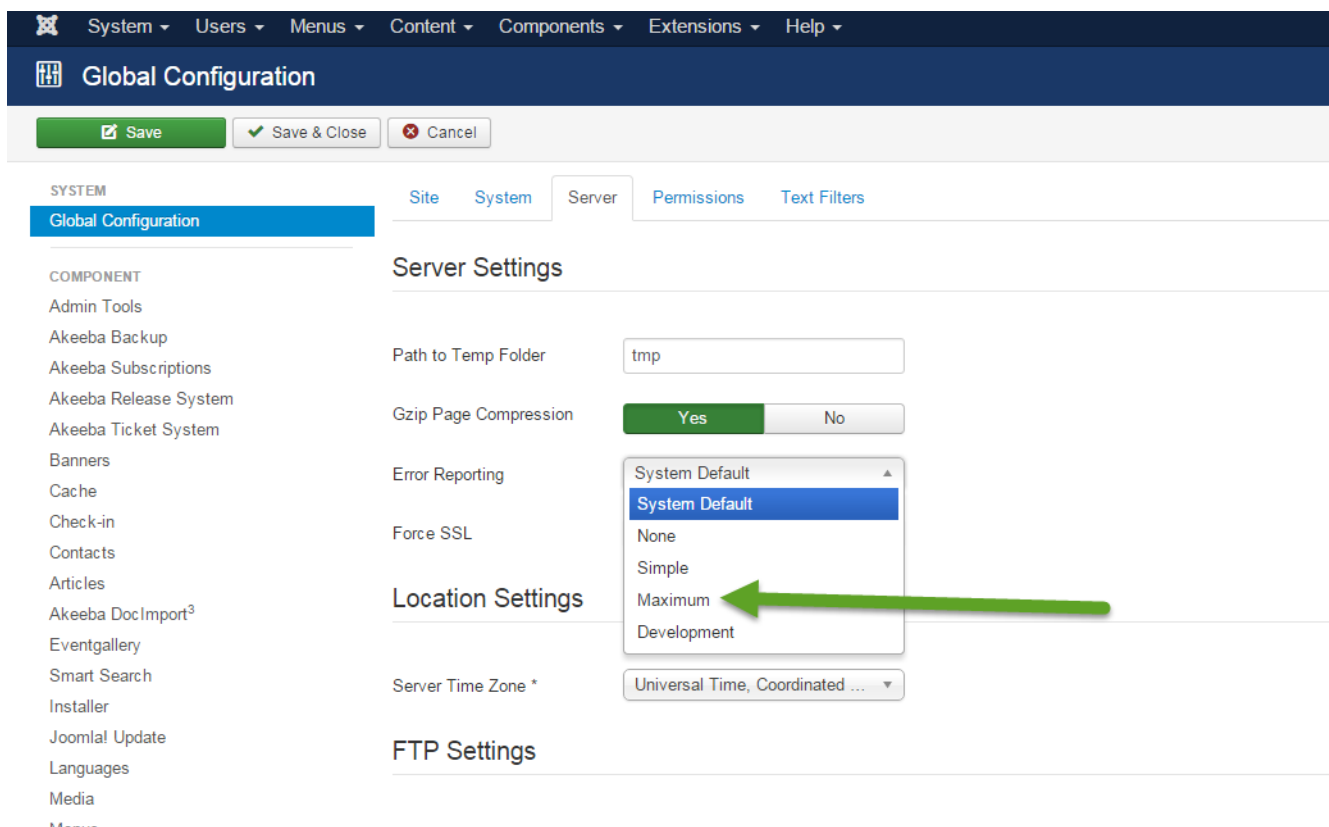 System Users Menus Content Components Extensions Help
Global Configuration
Save Save & Close Cancel
SYSTEM
Global Configuration
COMPONENT
Admin Tools
Akeeba Backup
Akeeba Subscriptions
Akeeba Release System
Akeeba Ticket System
Banners
Cache
Check-in
Contacts
Articles
Akeeba DocImport³
Eventgallery
Smart Search
Installer
Joomla! Update
Languages
Media
Site System Server Permissions Text Filters
Server Settings
Path to Temp Folder tmp
Gzip Page Compression Yes No
Error Reporting System Default
System Default
None
Simple
Maximum
Development
Force SSL
Location Settings
Server Time Zone * Universal Time, Coordinated ...
FTP Settings